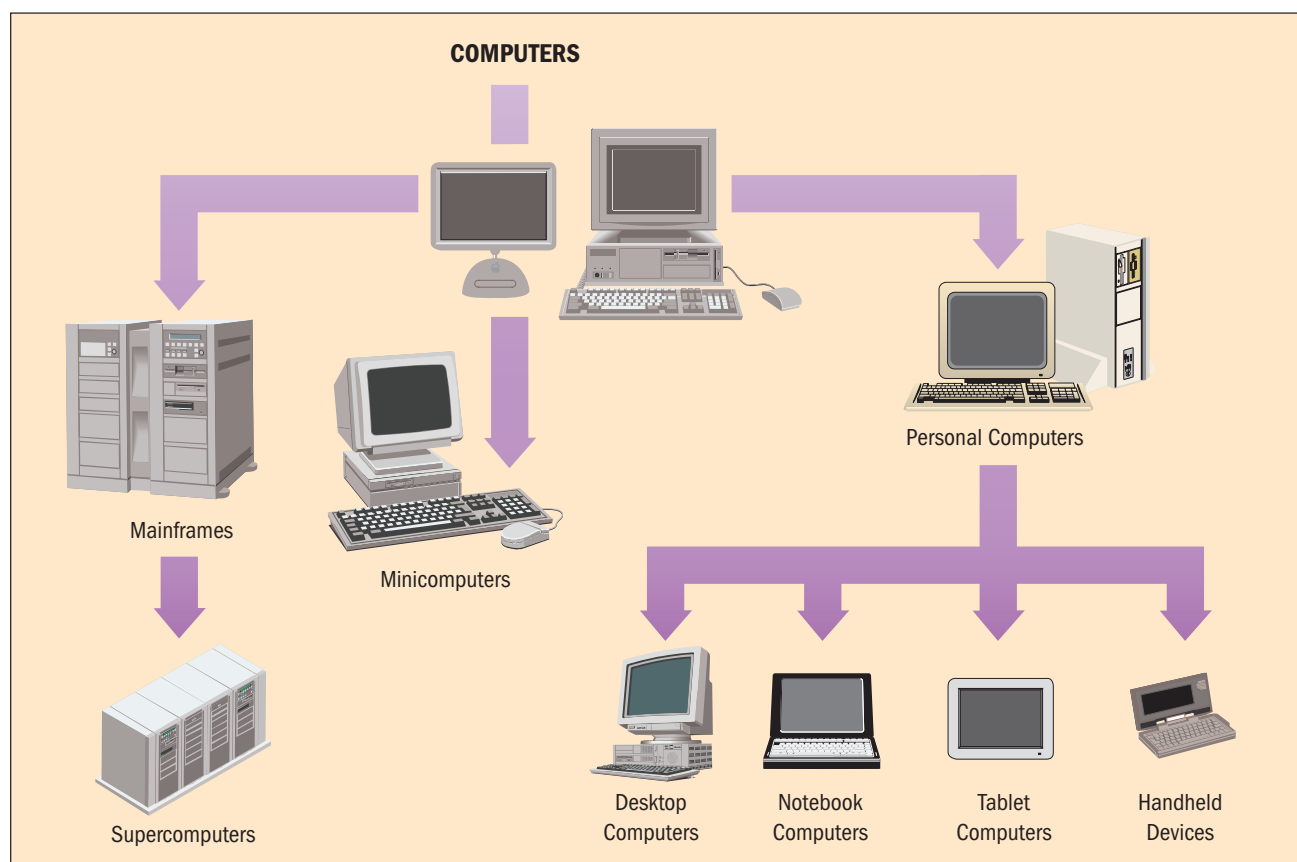 COMPUTERS
Personal Computers
Mainframes
Minicomputers
Supercomputers
Desktop
Computers
Notebook
Computers
Tablet
Computers
Handheld
Devices